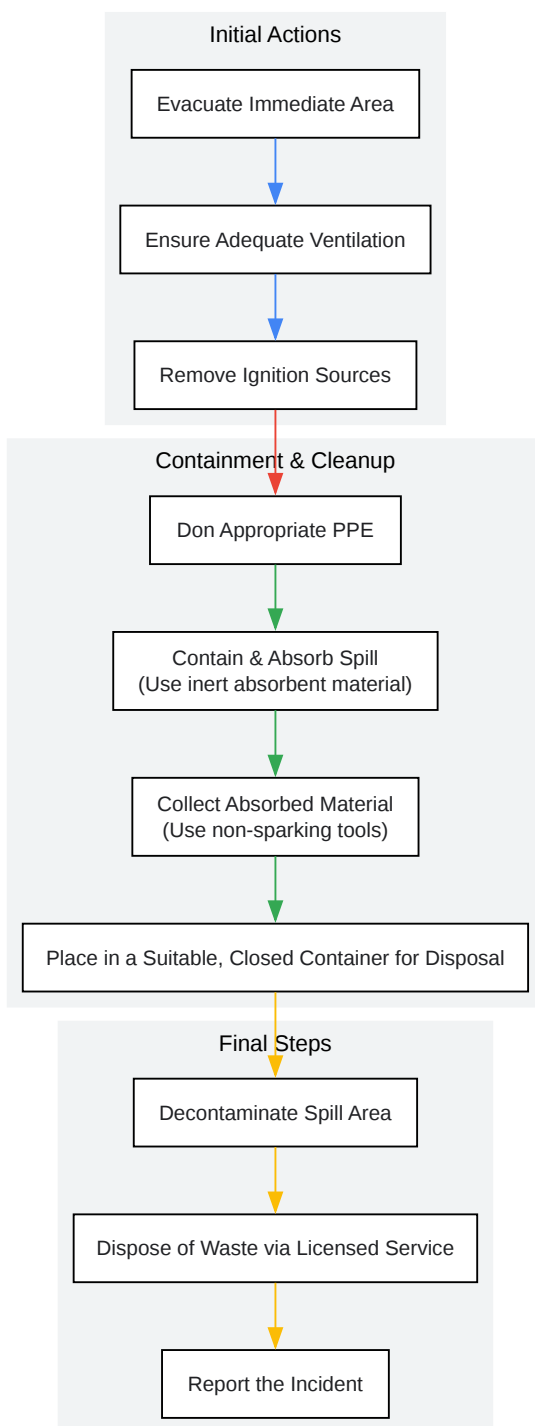 Initial Actions
Evacuate Immediate Area
Ensure Adequate Ventilation
Remove Ignition Sources
Containment & Cleanup
Don Appropriate PPE
Contain & Absorb Spill
(Use inert absorbent material)
Collect Absorbed Material
(Use non-sparking tools)
Place in a Suitable, Closed Container for Disposal
Final Steps
Decontaminate Spill Area
Dispose of Waste via Licensed Service
Report the Incident